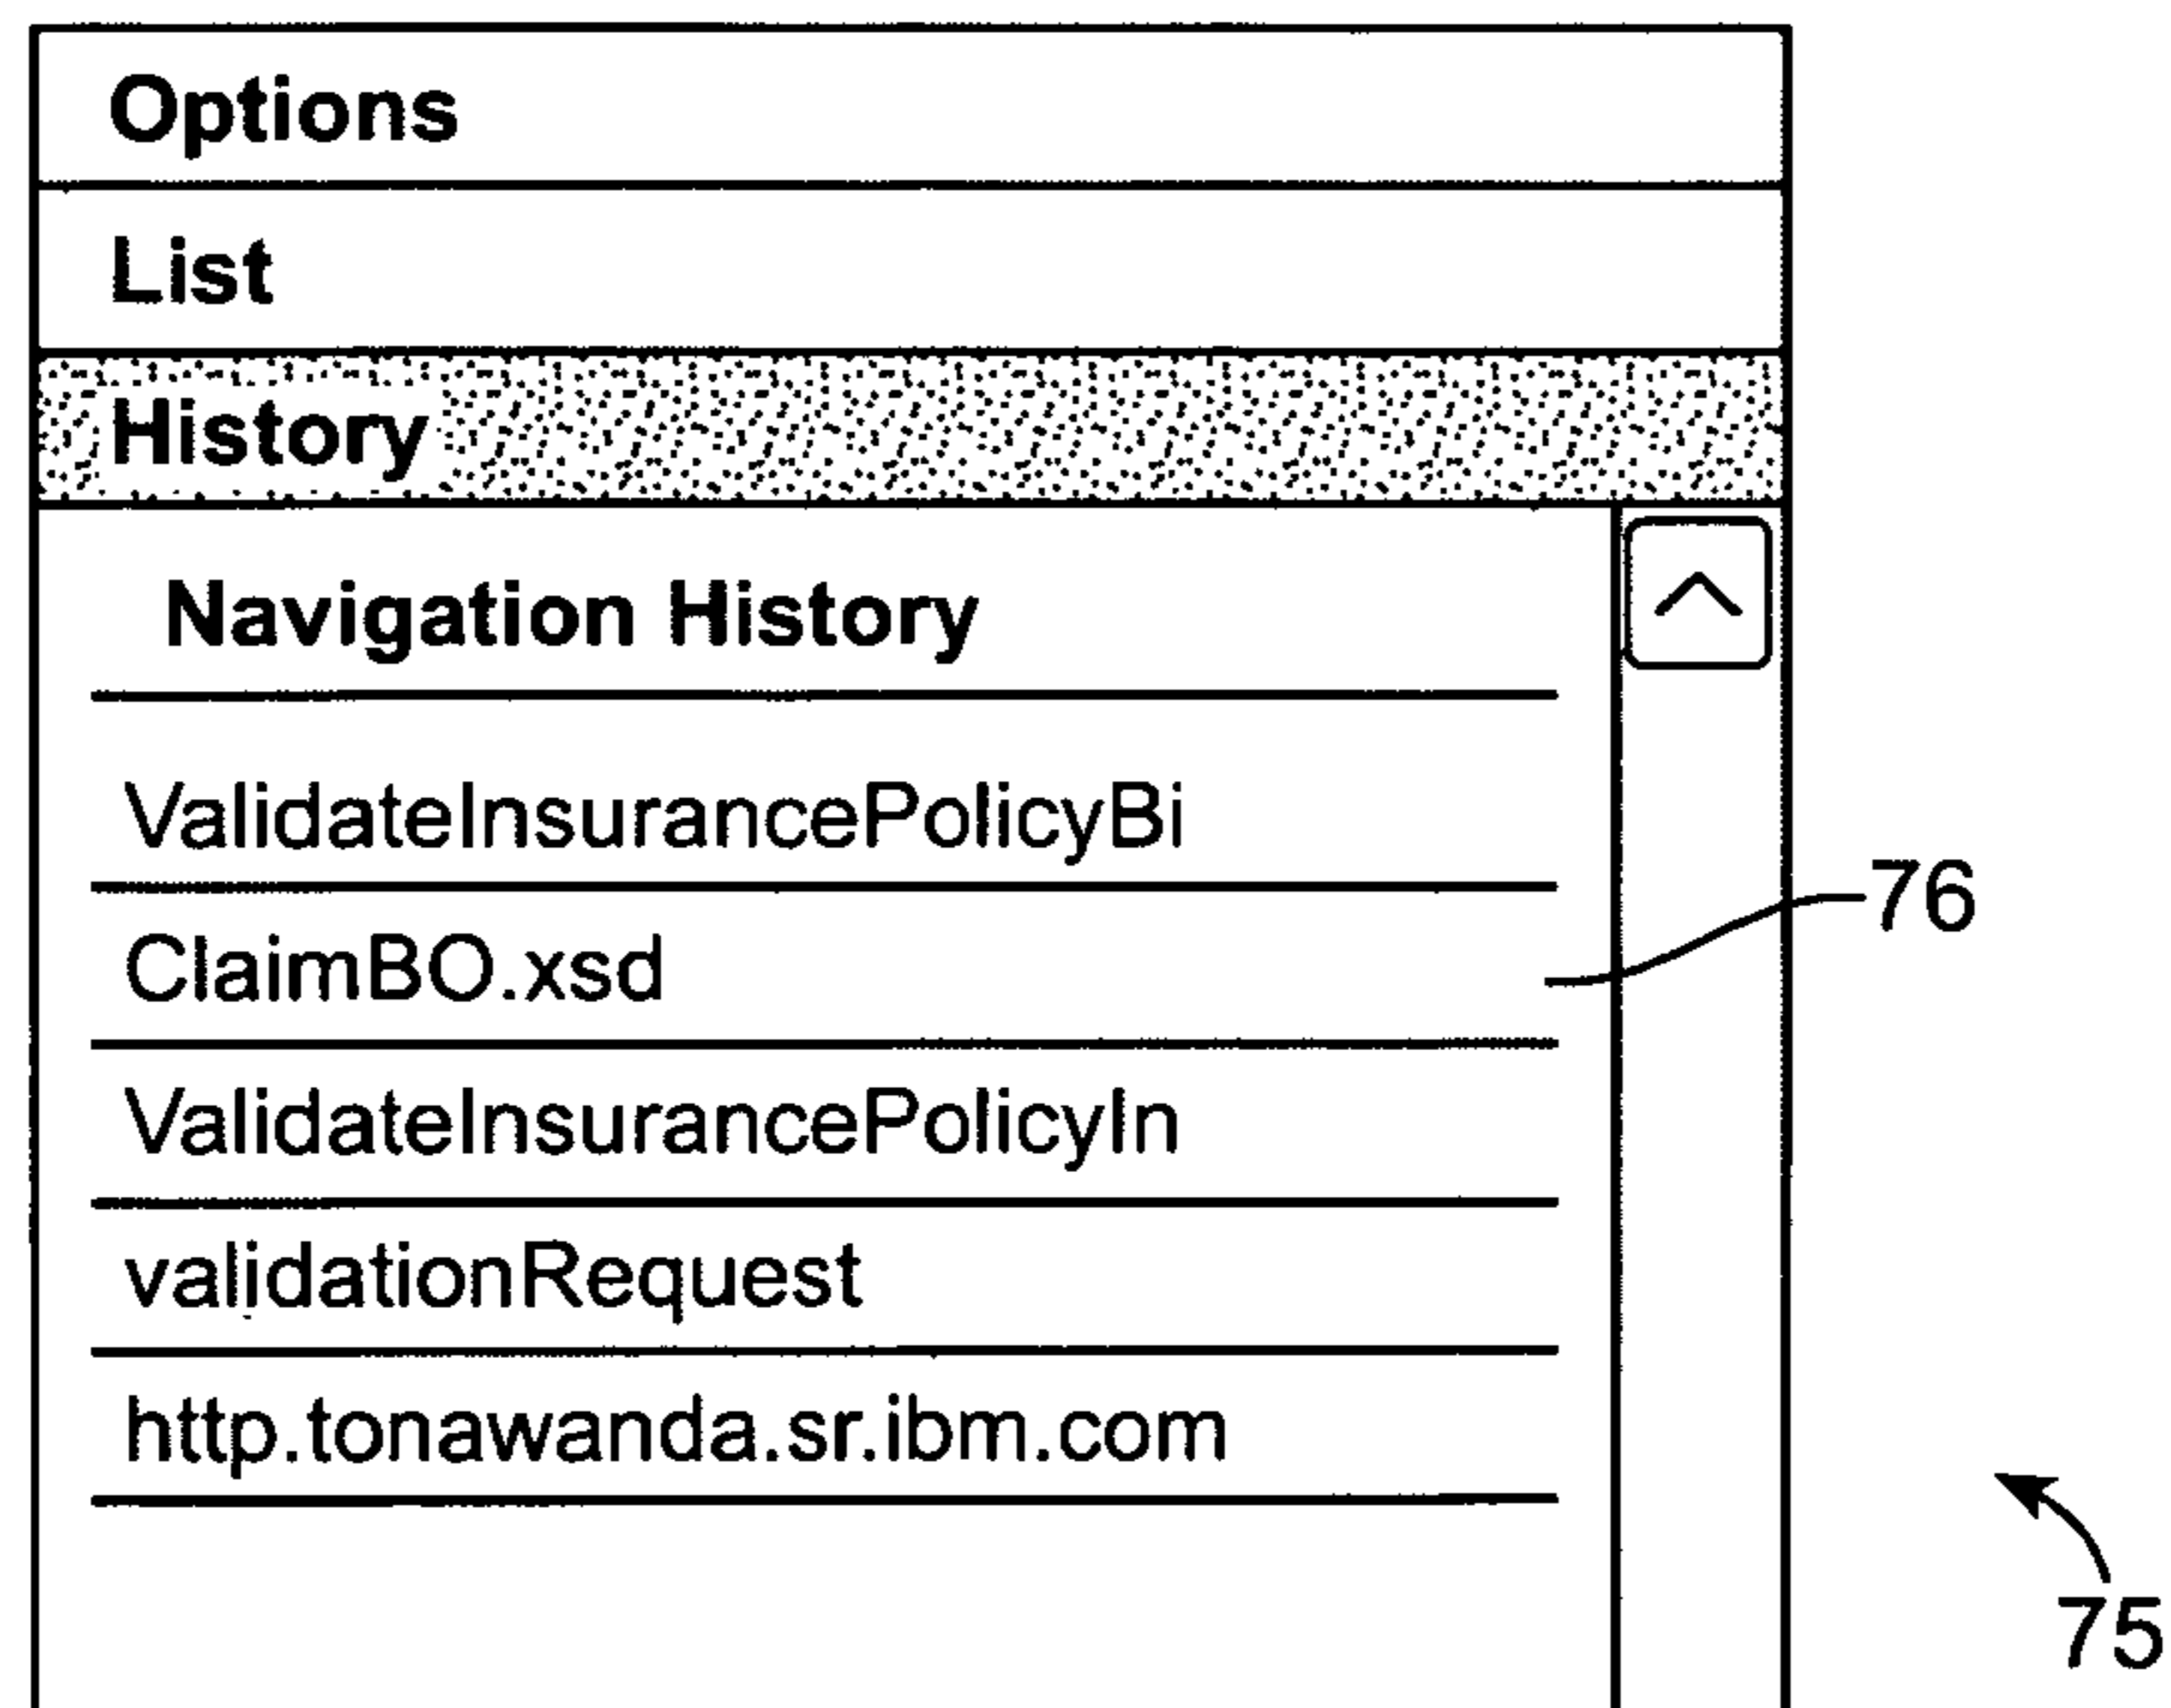 Options
List
History
Navigation History
ValidateInsurancePolicyBi
ClaimBO.xsd
76
ValidateInsurancePolicyIn
validationRequest
http.tonawanda.sr.ibm.com
75